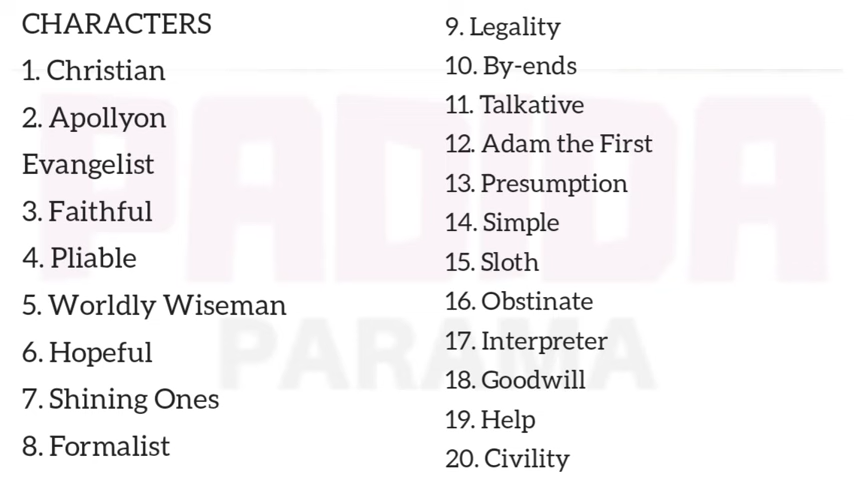 CHARACTERS
1. Christian
2. Apollyon
Evangelist
3. Faithful
4. Pliable
5. Worldly Wiseman
6. Hopeful
7. Shining Ones
8. Formalist
9. Legality
10. By-ends
11. Talkative
12. Adam the First
13. Presumption
14. Simple
15. Sloth
16. Obstinate
17. Interpreter
18. Goodwill
19. Help
20. Civility
PADIDA
PARAMA